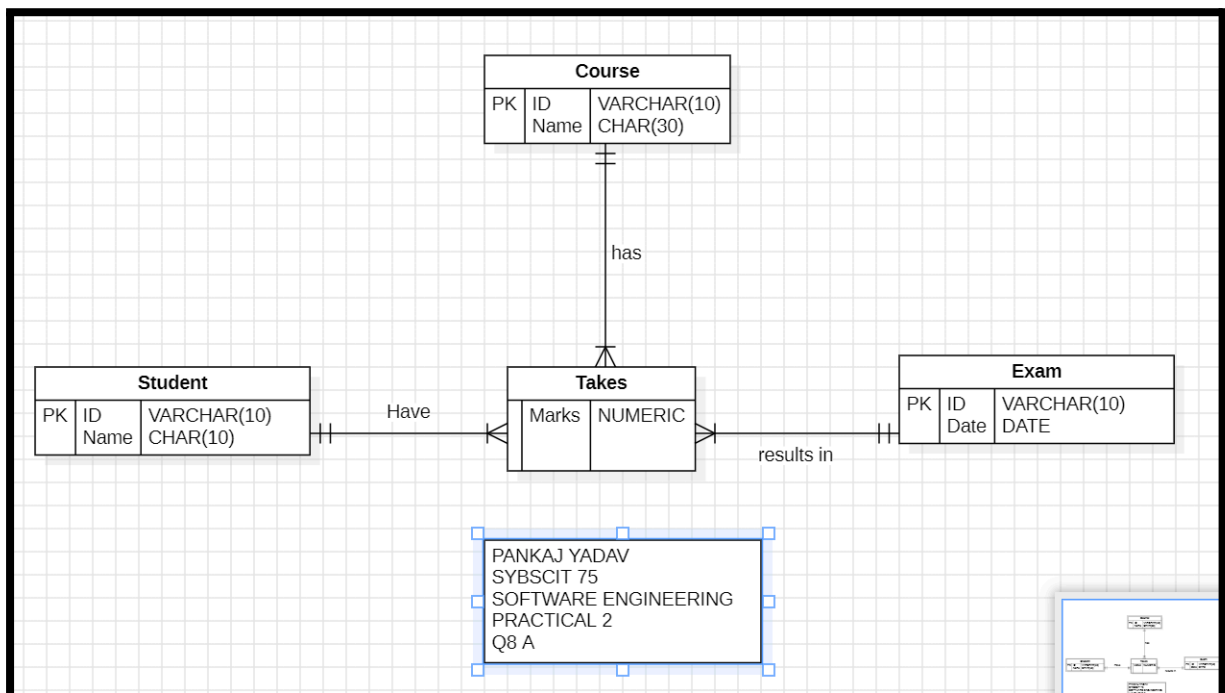 Course
PK ID VARCHAR(10)
Name CHAR(30)
has
Student
PK ID VARCHAR(10)
Name CHAR(10)
Have
Takes
Marks NUMERIC
results in
Exam
PK ID VARCHAR(10)
Date DATE
PANKAJ YADAV
SYBSCIT 75
SOFTWARE ENGINEERING
PRACTICAL 2
Q8 A